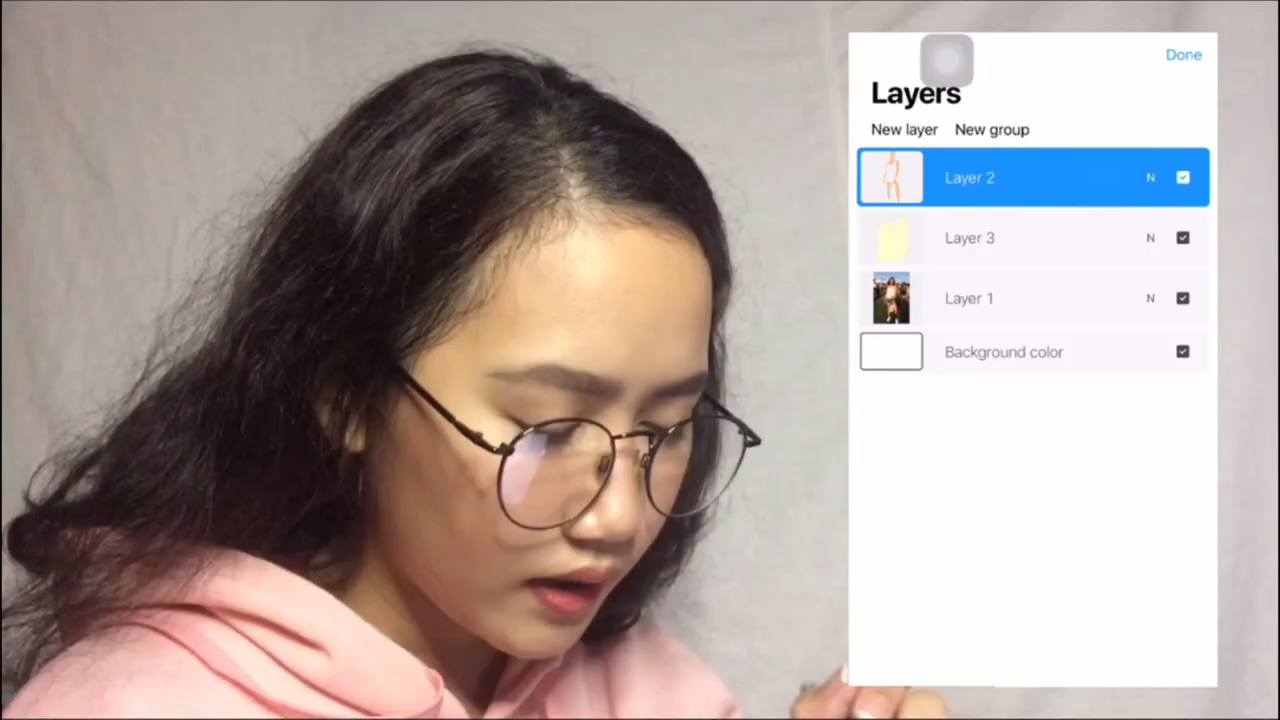 Done
Layers
New layer New group
Layer 2 N
Layer 3 N
Layer 1 N
Background color